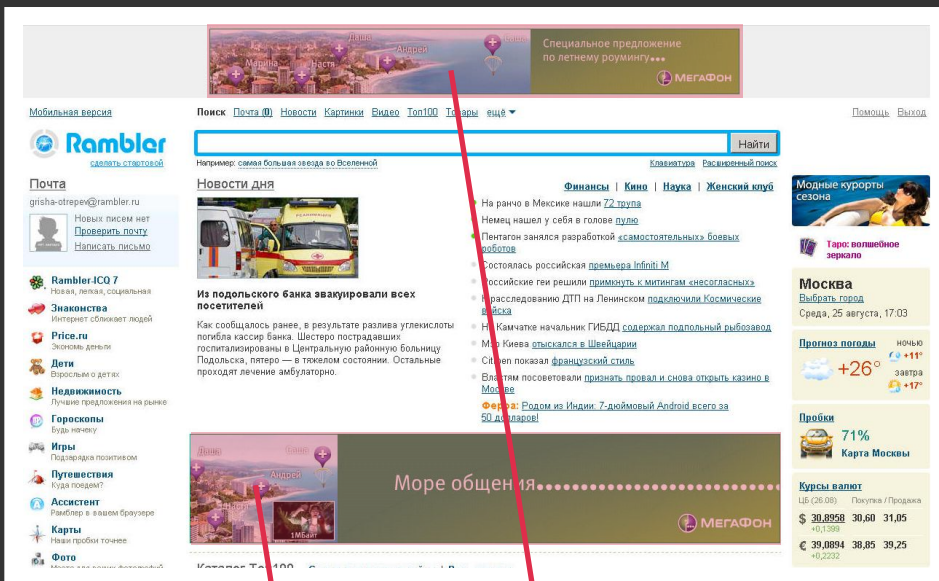 Даша
Саша
Андрей
Марина
Настя
Специальное предложение
по летнему роумингу...
МЕГАФОН
Мобильная версия
Поиск Почта (0) Новости Картинки Видео Топ100 Товары ещё
Помощь Выход
Rambler
сделать стартовой
Найти
Например: самая большая звезда во Вселенной
Клавиатура Расширенный поиск
Почта
grisha-otrepev@rambler.ru
Новых писем нет
Проверить почту
Написать письмо
Rambler-ICQ 7
Новая, легкая, социальная
Знакомства
Интернет сближает людей
Price.ru
Экономь деньги
Дети
Взрослым о детях
Недвижимость
Лучшие предложения на рынке
Гороскопы
Будь начеку
Игры
Подзарядка позитивом
Путешествия
Куда поедем?
Ассистент
Рамблер в вашем браузере
Карты
Наши пробки точнее
Фото
Новости дня
Из подольского банка эвакуировали всех
посетителей
Как сообщалось ранее, в результате разлива углекислоты
погибла кассир банка. Шестеро пострадавших
госпитализированы в Центральную районную больницу
Подольска, пятеро — в тяжелом состоянии. Остальные
проходят лечение амбулаторно.
Финансы | Кино | Наука | Женский клуб
На ранчо в Мексике нашли 72 трупа
Немец нашел у себя в голове пулю
Пентагон занялся разработкой «самостоятельных» боевых
роботов
Состоялась российская премьера Infiniti M
Российские геи решили примкнуть к митингам «несогласных»
К расследованию ДТП на Ленинском подключили Космические
войска
На Камчатке начальник ГИБДД содержал подпольный рыбозавод
Мэр Киева отыскался в Швейцарии
Citroen показал французский стиль
Властям посоветовали признать провал и снова открыть казино в
Москве
Ферра: Родом из Индии: 7-дюймовый Android всего за
50 долларов!
Даша
Саша
Андрей
Настя
1Мбайт
Море общения
МЕГАФОН
Каталог Топ100
Модные курорты
сезона
Таро: волшебное
зеркало
Москва
Выбрать город
Среда, 25 августа, 17:03
Прогноз погоды
ночью
+11°
+26°
завтра
+17°
Пробки
71%
Карта Москвы
Курсы валют
ЦБ (26.08) Покупка / Продажа
$ 30,8958 30,60 31,05
+0,1399
€ 39,0894 38,85 39,25
+0,2232